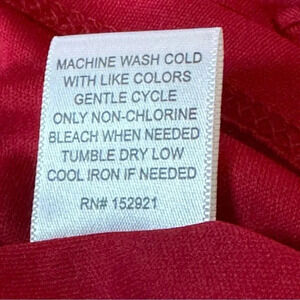 MACHINE WASH COLD
WITH LIKE COLORS
GENTLE CYCLE
ONLY NON-CHLORINE
BLEACH WHEN NEEDED
TUMBLE DRY LOW
COOL IRON IF NEEDED
RN# 152921